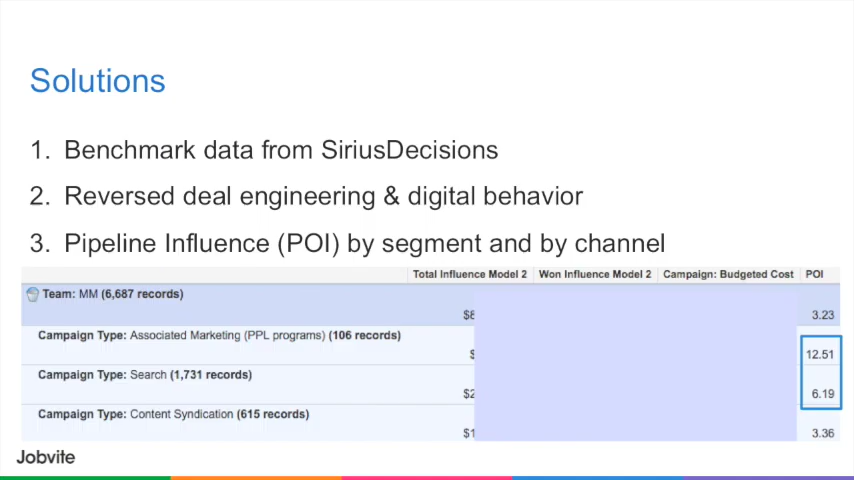 Solutions
1. Benchmark data from SiriusDecisions
2. Reversed deal engineering & digital behavior
3. Pipeline Influence (POI) by segment and by channel
Total Influence Model 2 Won Influence Model 2 Campaign: Budgeted Cost POI
Team: MM (6,687 records)
$8 3.23
Campaign Type: Associated Marketing (PPL programs) (106 records)
$ 12.51
Campaign Type: Search (1,731 records)
$2 6.19
Campaign Type: Content Syndication (615 records)
$1 3.36
Jobvite